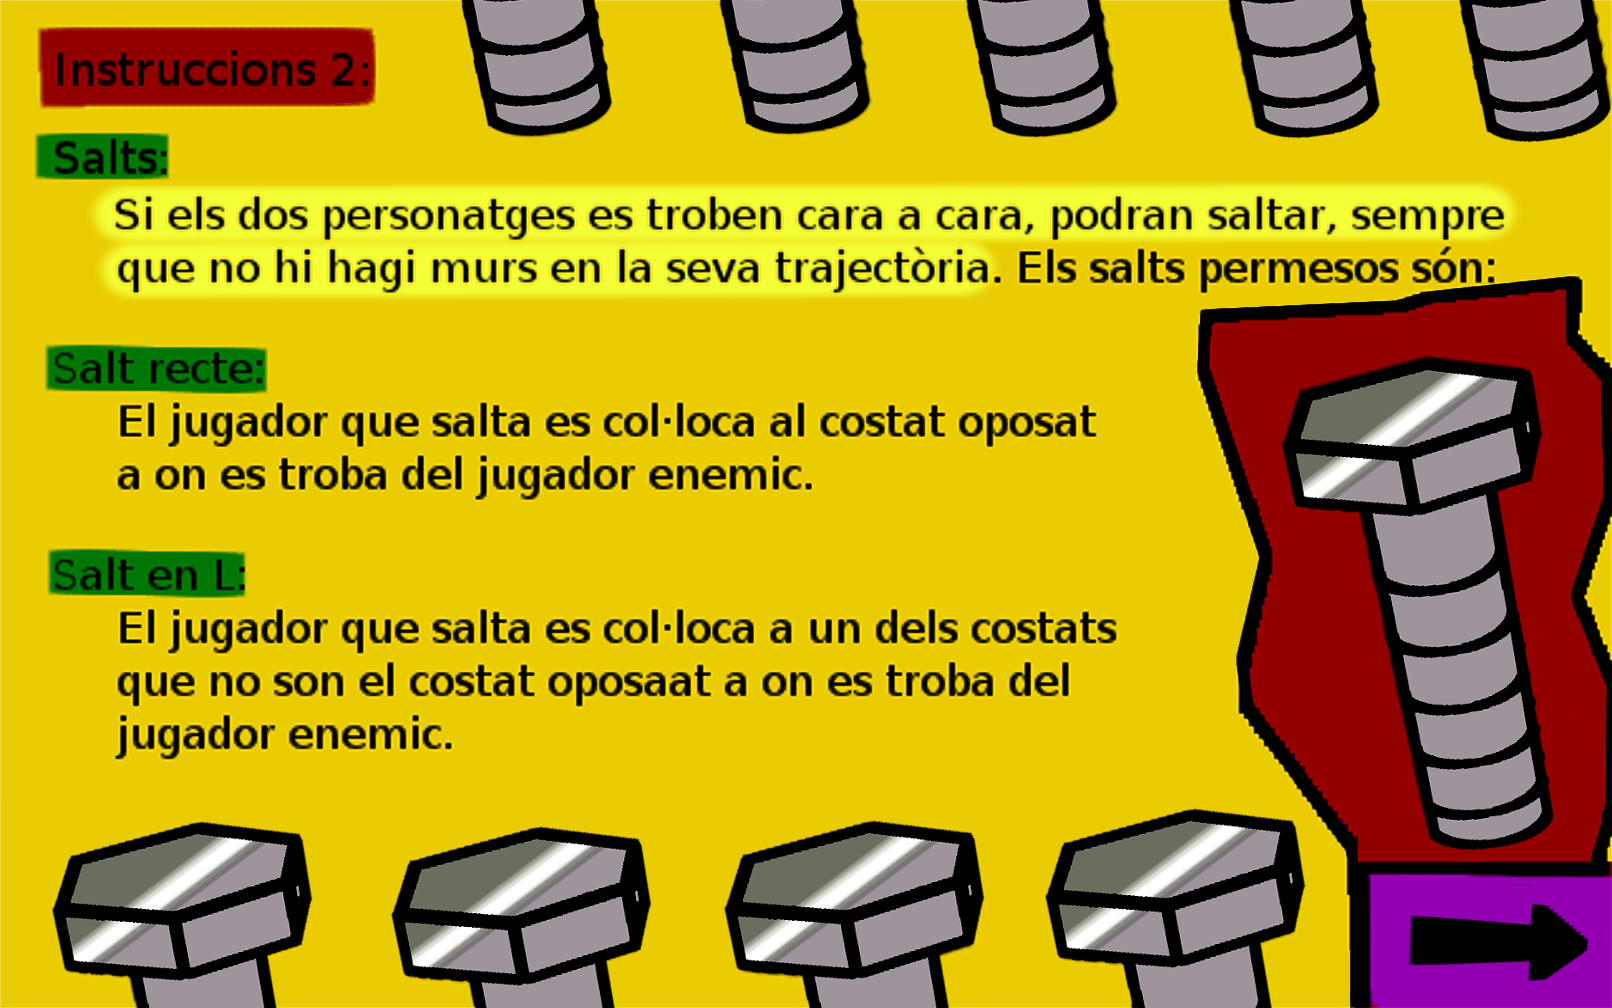 Instruccions 2:
Salts:
Si els dos personatges es troben cara a cara, podran saltar, sempre
que no hi hagi murs en la seva trajectòria. Els salts permesos són:
Salt recte:
El jugador que salta es col·loca al costat oposat
a on es troba del jugador enemic.
Salt en L:
El jugador que salta es col·loca a un dels costats
que no son el costat oposaat a on es troba del
jugador enemic.